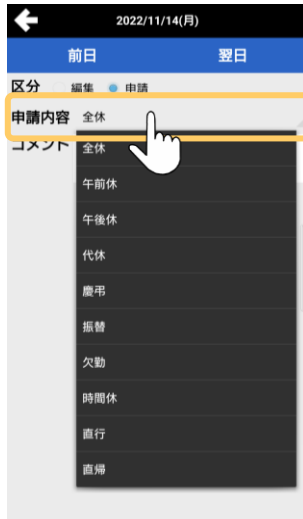 2022/11/14(月)
前日 翌日
区分 編集 申請
申請内容 全休
コメント 全休
午前休
午後休
代休
慶弔
振替
欠勤
時間休
直行
直帰